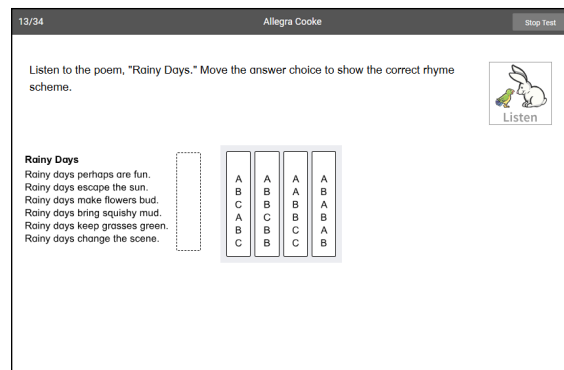 13/34
Allegra Cooke
Stop Test
Listen to the poem, "Rainy Days." Move the answer choice to show the correct rhyme
scheme.
Listen
Rainy Days
Rainy days perhaps are fun.
Rainy days escape the sun.
Rainy days make flowers bud.
Rainy days bring squishy mud.
Rainy days keep grasses green.
Rainy days change the scene.
A A A A
B B A B
C B B A
A C B B
B B C A
C B C B